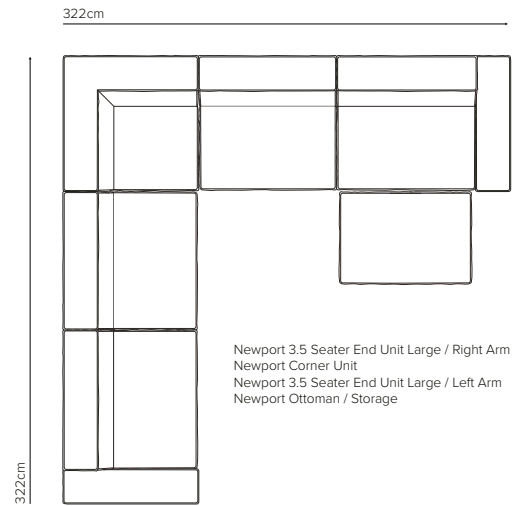 322cm
Newport 3.5 Seater End Unit Large / Right Arm
Newport Corner Unit
Newport 3.5 Seater End Unit Large / Left Arm
Newport Ottoman / Storage
322cm